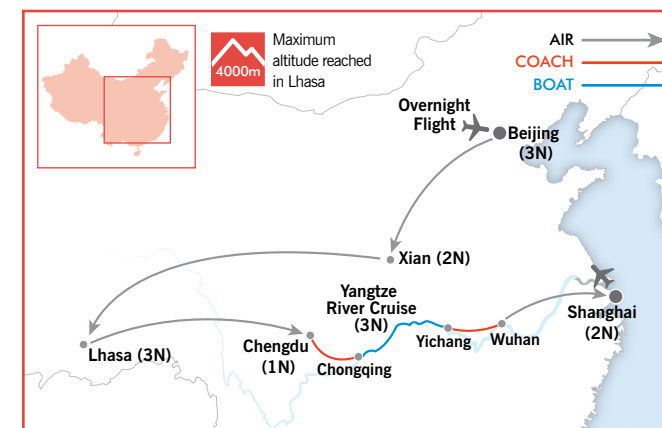 Maximum
altitude reached
in Lhasa
4000m
AIR
COACH
BOAT
Overnight
Flight
Beijing
(3N)
Xian (2N)
Yangtze
River Cruise
(3N)
Shanghai
(2N)
Lhasa (3N)
Chengdu
(1N)
Chongqing
Yichang
Wuhan